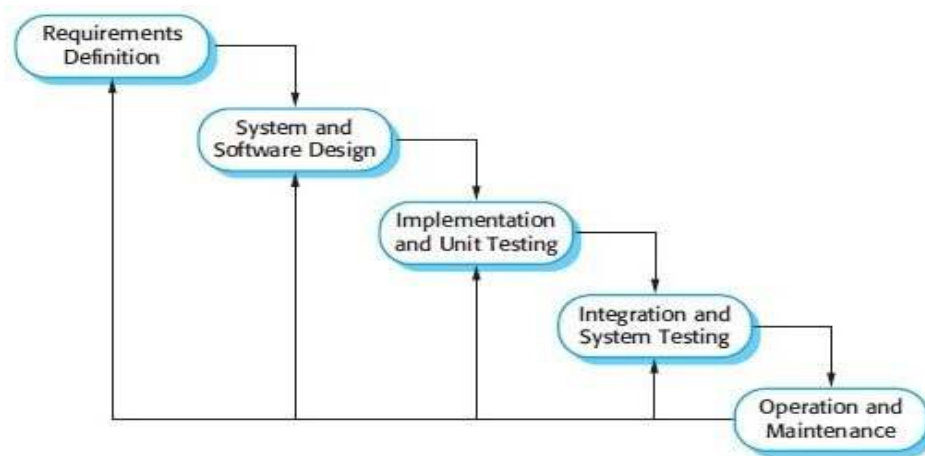 Requirements
Definition
System and
Software Design
Implementation
and Unit Testing
Integration and
System Testing
Operation and
Maintenance